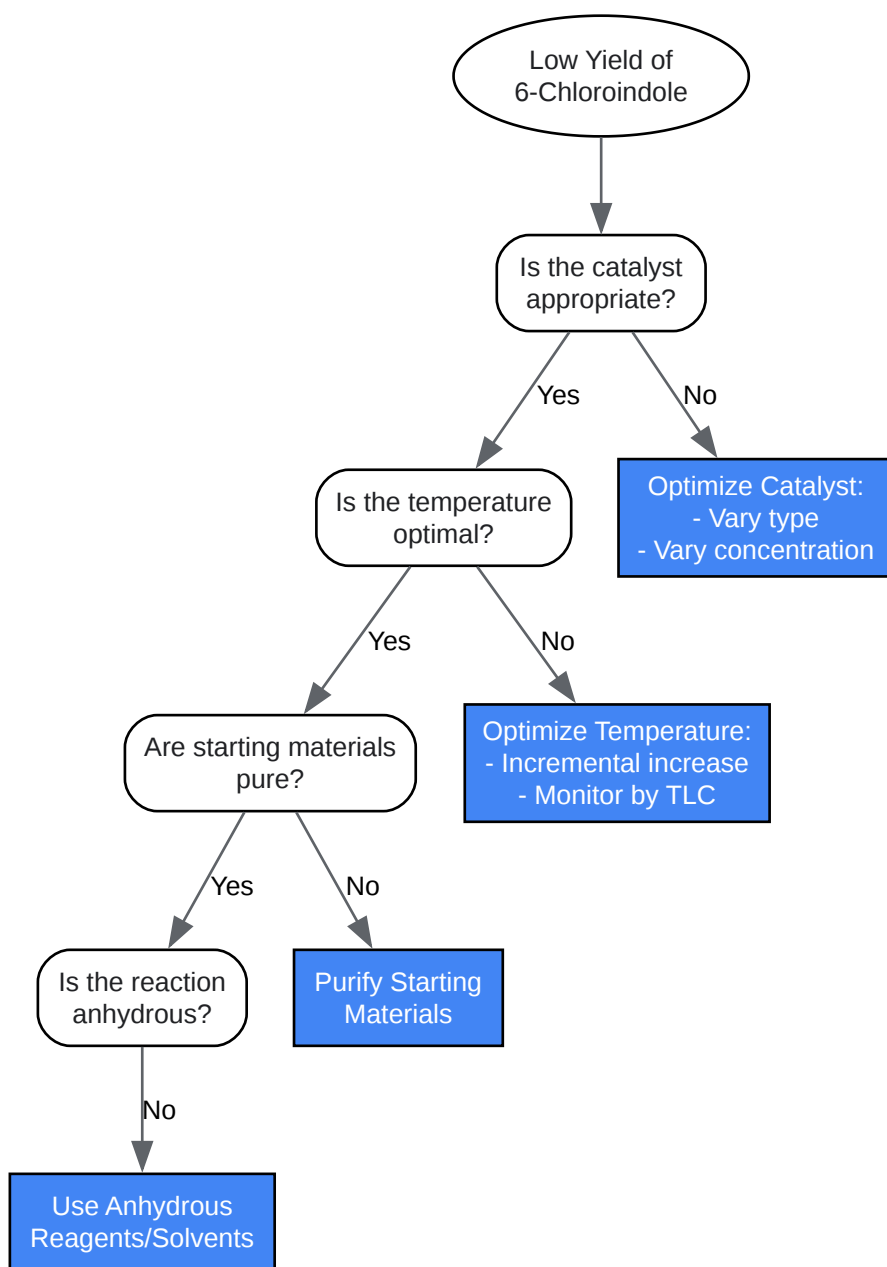 Low Yield of
6-Chloroindole
Is the catalyst
appropriate?
Yes
No
Is the temperature
optimal?
Optimize Catalyst:
- Vary type
- Vary concentration
Yes
No
Are starting materials
pure?
Optimize Temperature:
- Incremental increase
- Monitor by TLC
Yes
No
Is the reaction
anhydrous?
Purify Starting
Materials
No
Use Anhydrous
Reagents/Solvents